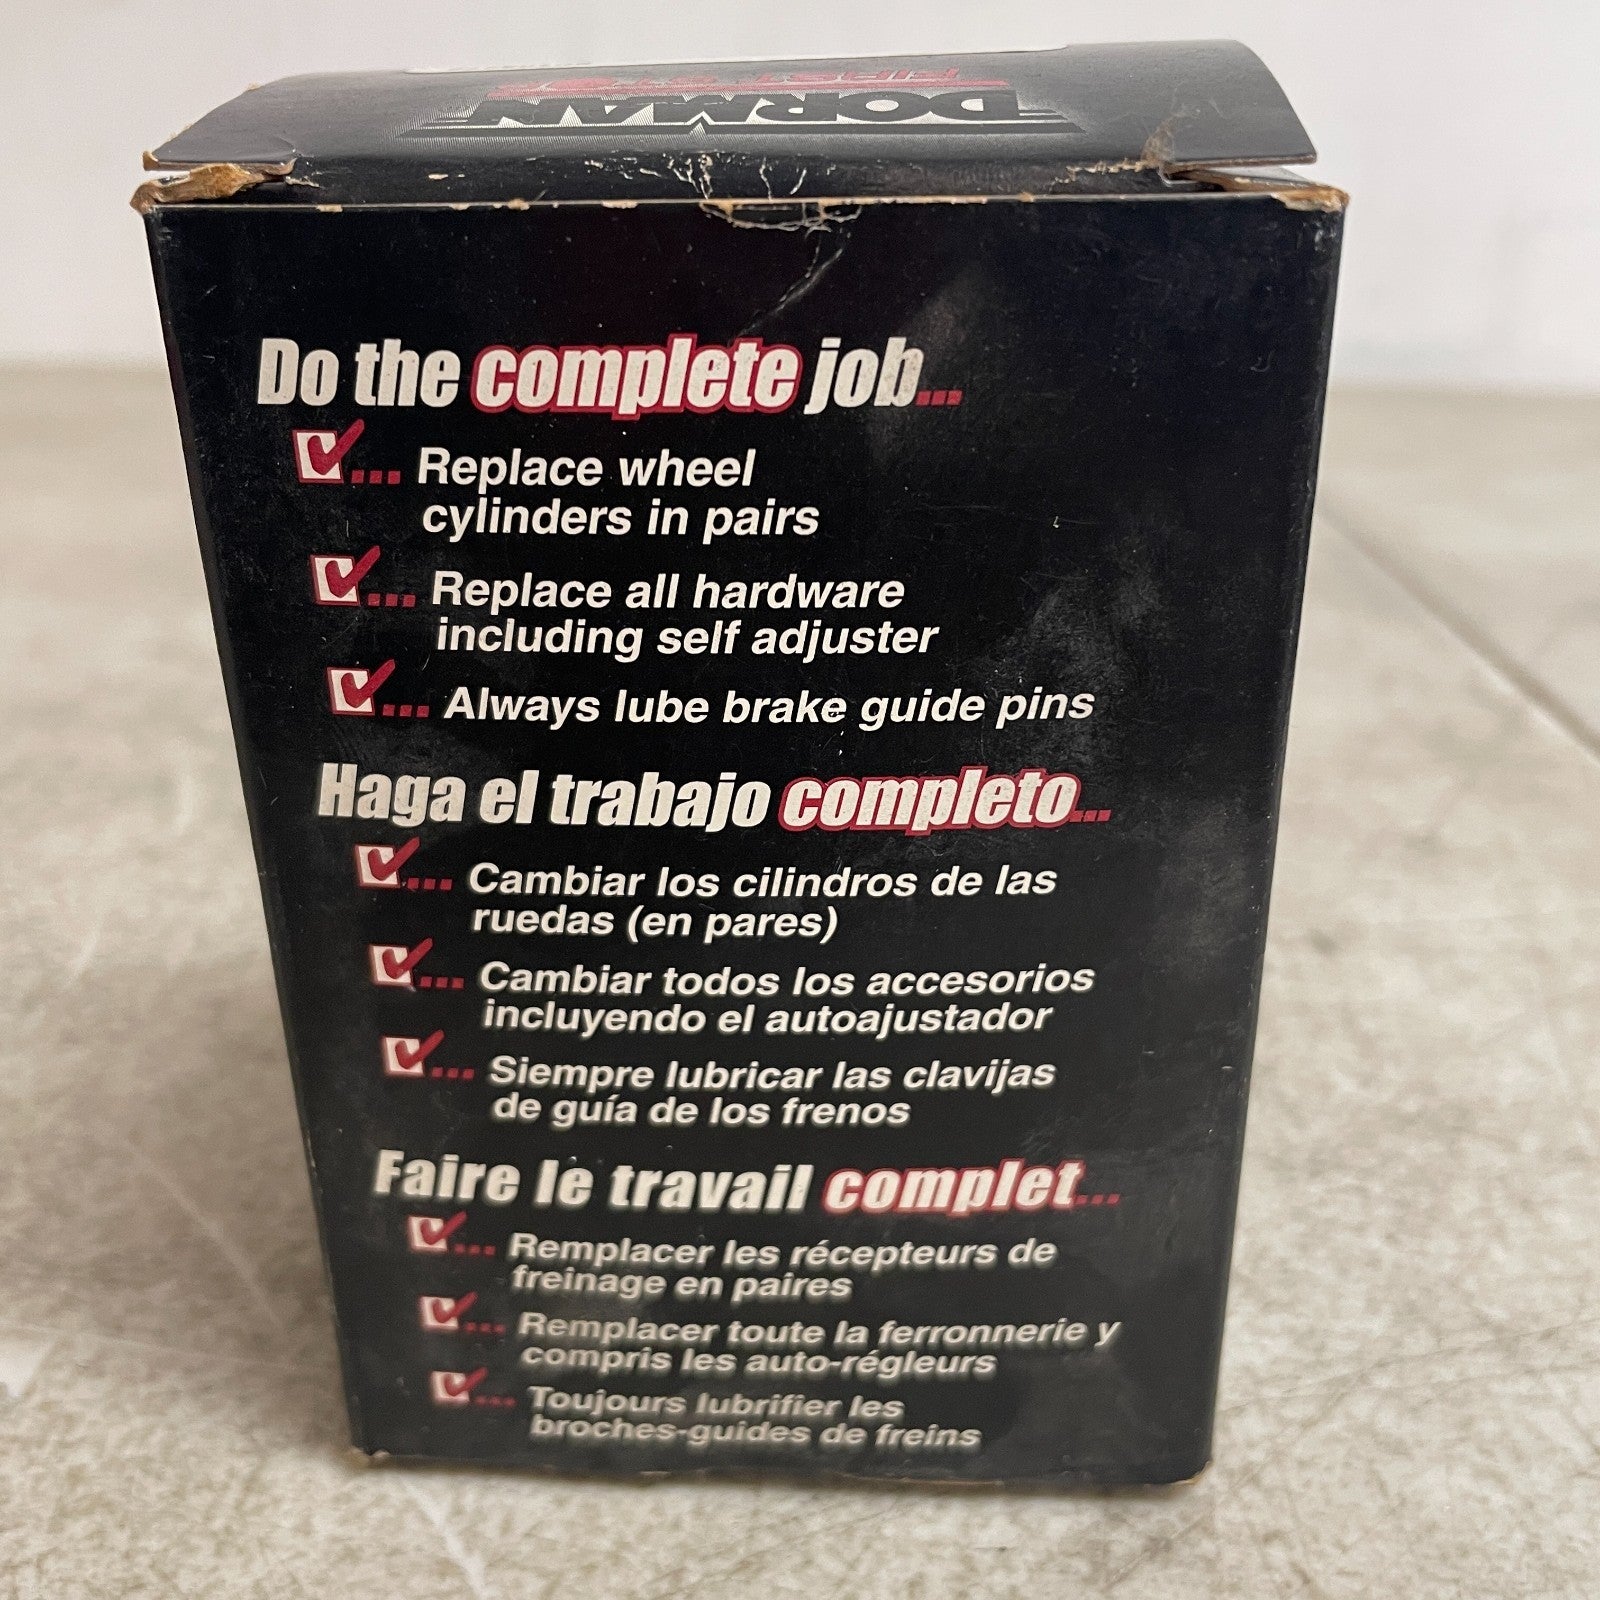 DORMAN
FIRST STOP
Do the complete job...
... Replace wheel
cylinders in pairs
... Replace all hardware
including self adjuster
... Always lube brake guide pins
Haga el trabajo completo...
... Cambiar los cilindros de las
ruedas (en pares)
... Cambiar todos los accesorios
incluyendo el autoajustador
... Siempre lubricar las clavijas
de guía de los frenos
Faire le travail complet...
... Remplacer les récepteurs de
freinage en paires
... Remplacer toute la ferronnerie y
compris les auto-régleurs
... Toujours lubrifier les
broches-guides de freins